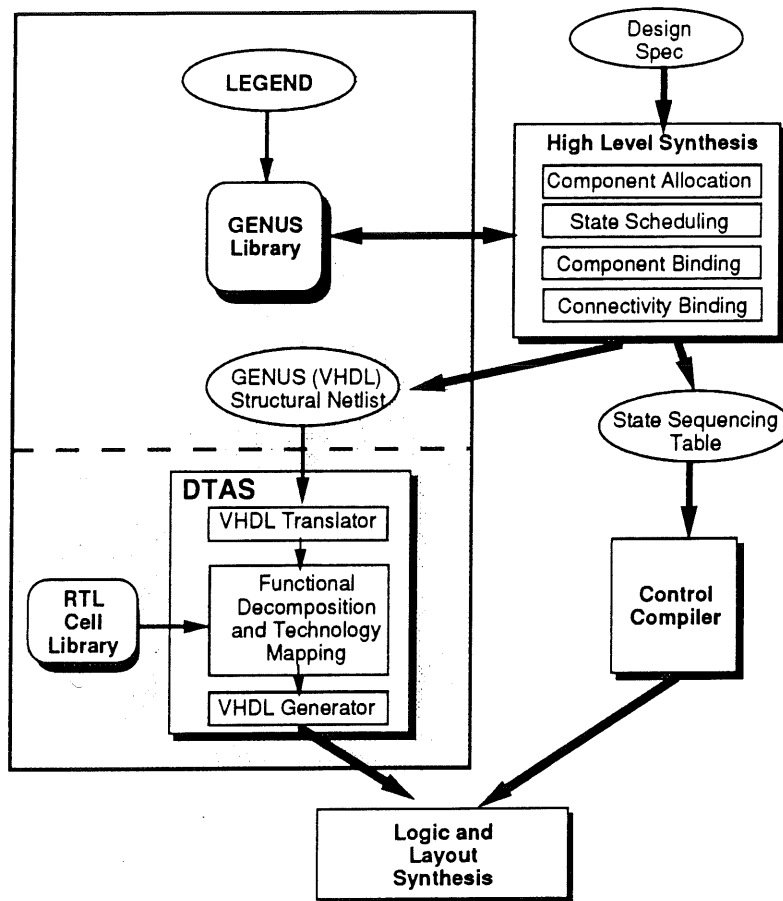 Design
Spec
LEGEND
High Level Synthesis
Component Allocation
State Scheduling
Component Binding
Connectivity Binding
GENUS
Library
GENUS (VHDL)
Structural Netlist
State Sequencing
Table
DTAS
VHDL Translator
Functional
Decomposition
and Technology
Mapping
VHDL Generator
RTL
Cell
Library
Control
Compiler
Logic and
Layout
Synthesis